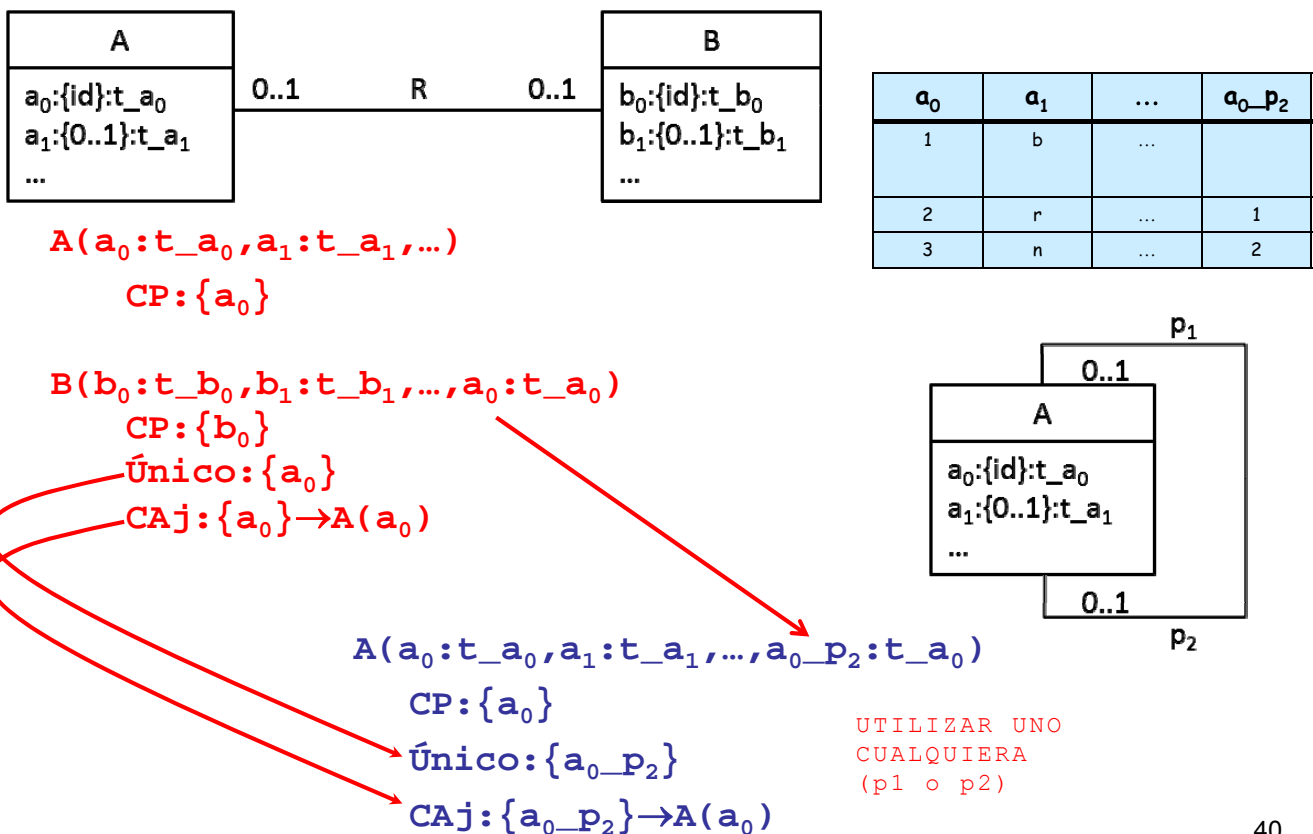 A
a₀:{id}:t_a₀
a₁:{0..1}:t_a₁
...
0..1 R 0..1
B
b₀:{id}:t_b₀
b₁:{0..1}:t_b₁
...
a₀ a₁ ... a₀_p₂
1 b ...
2 r ... 1
3 n ... 2
A(a₀:t_a₀,a₁:t_a₁,…)
CP:{a₀}
B(b₀:t_b₀,b₁:t_b₁,…,a₀:t_a₀)
CP:{b₀}
Único:{a₀}
CAj:{a₀}→A(a₀)
p₁
0..1
A
a₀:{id}:t_a₀
a₁:{0..1}:t_a₁
...
0..1
p₂
A(a₀:t_a₀,a₁:t_a₁,…,a₀_p₂:t_a₀)
CP:{a₀}
Único:{a₀_p₂}
CAj:{a₀_p₂}→A(a₀)
UTILIZAR UNO
CUALQUIERA
(p1 o p2)
40